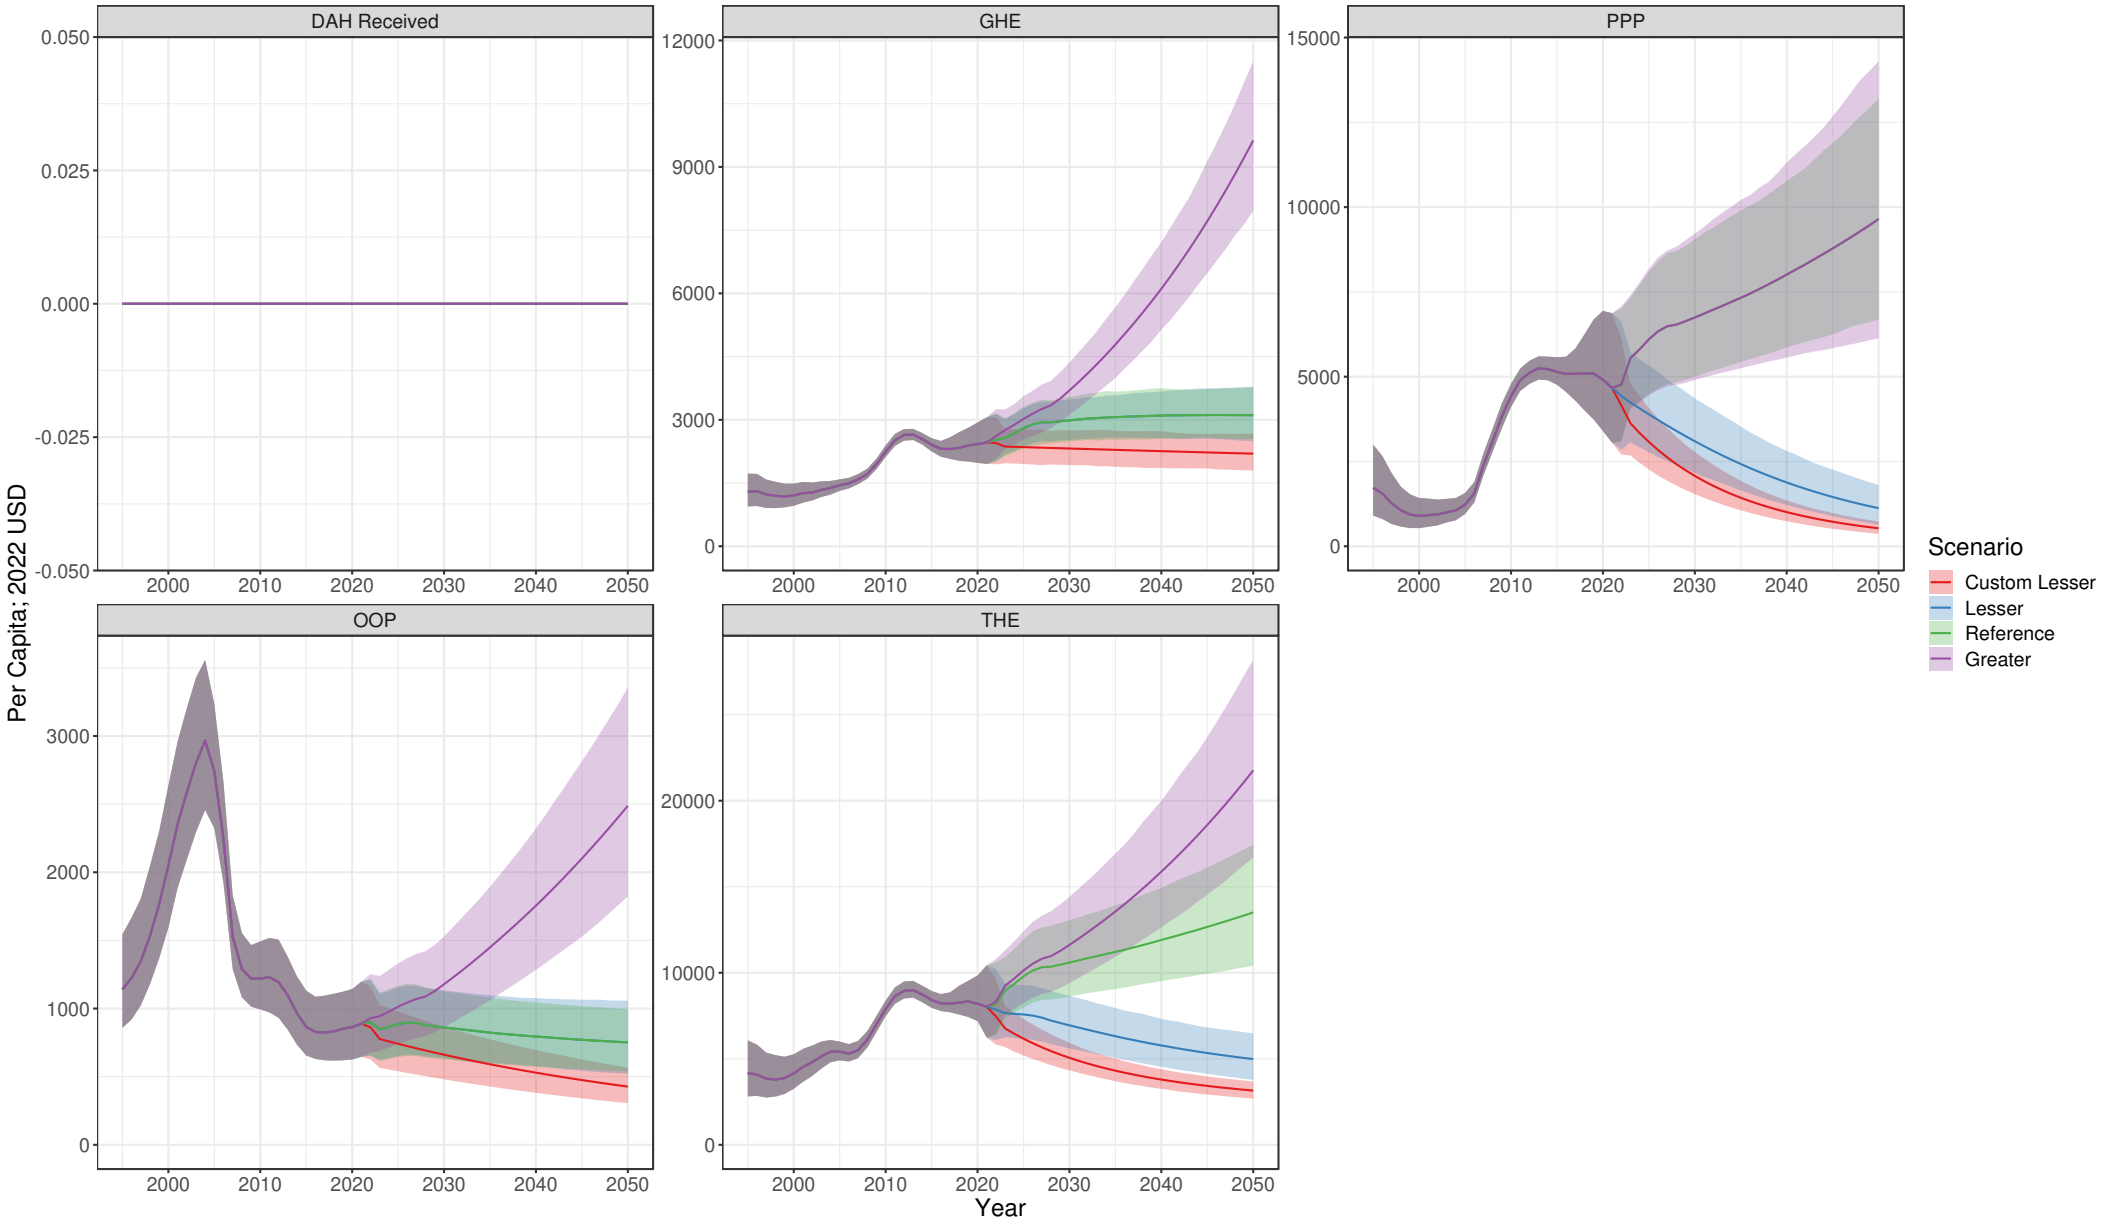 DAH Received
GHE
PPP
0.050
0.025
0.000
-0.025
-0.050
2000 2010 2020 2030 2040 2050
12000
9000
6000
3000
0
2000 2010 2020 2030 2040 2050
15000
10000
5000
0
2000 2010 2020 2030 2040 2050
OOP
THE
3000
2000
1000
0
2000 2010 2020 2030 2040 2050
20000
10000
0
2000 2010 2020 2030 2040 2050
Per Capita; 2022 USD
Year
Scenario
Custom Lesser
Lesser
Reference
Greater